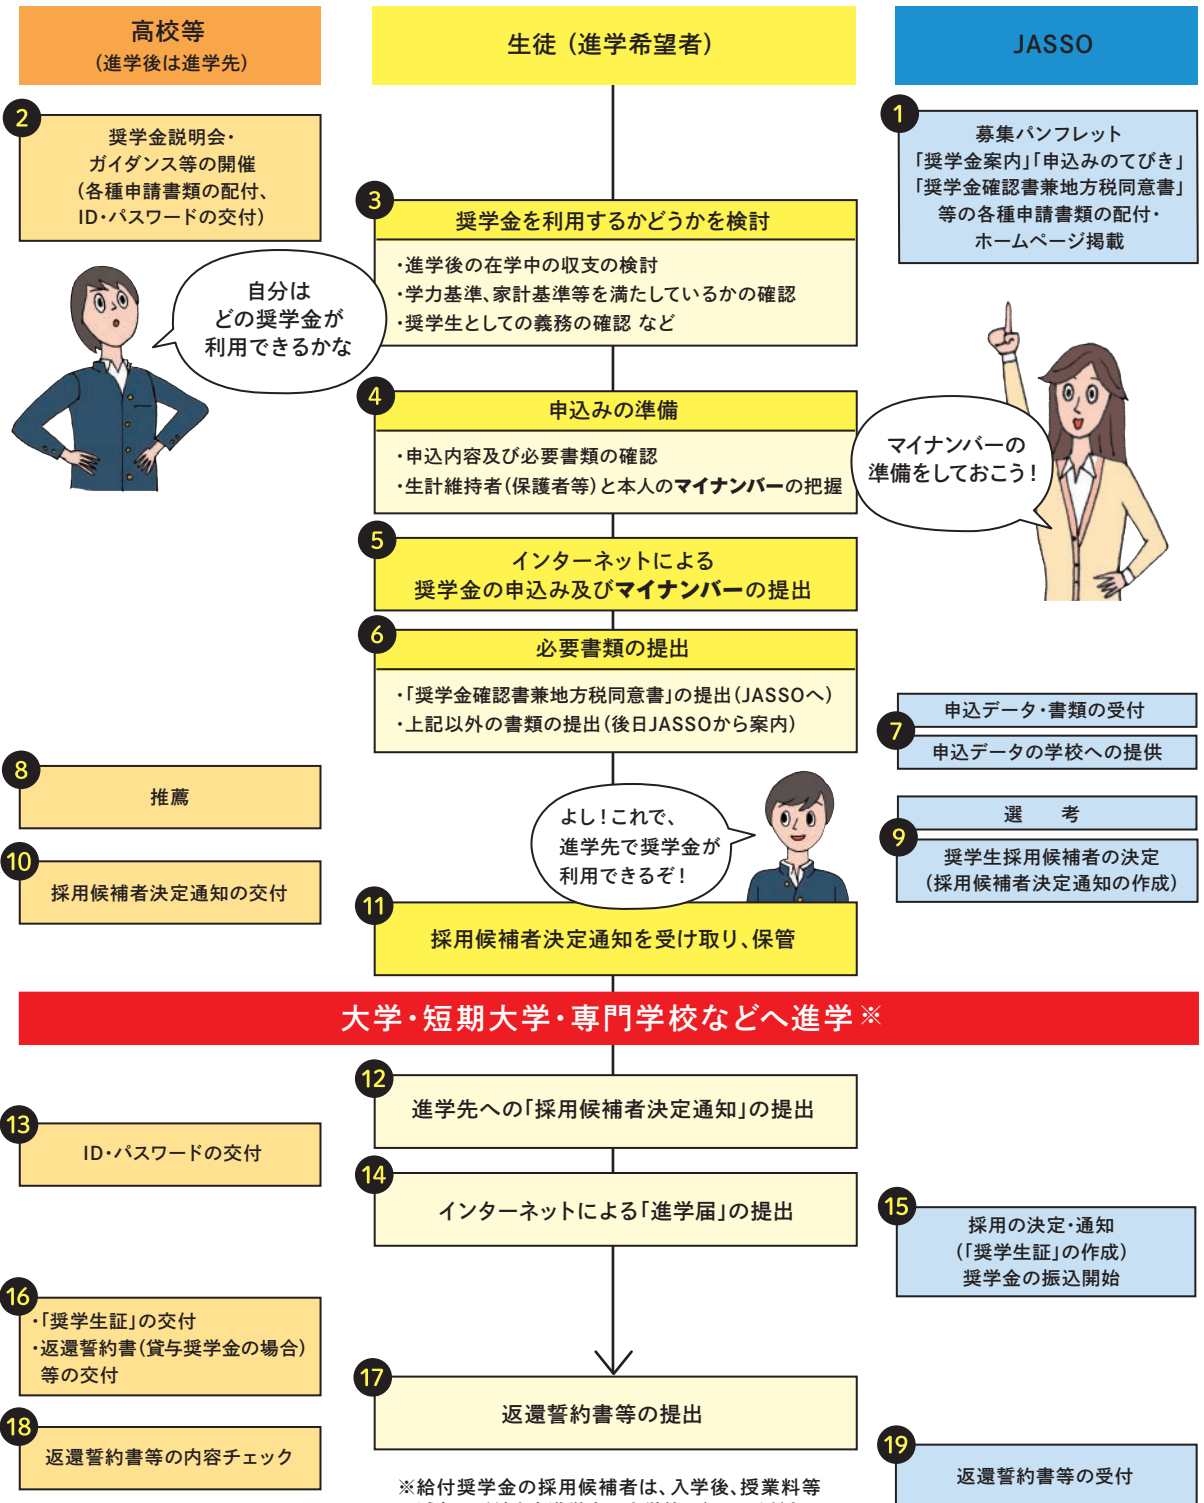 高校等
(進学後は進学先)
生徒（進学希望者）
JASSO
1
募集パンフレット
「奨学金案内」「申込みのてびき」
「奨学金確認書兼地方税同意書」
等の各種申請書類の配付・
ホームページ掲載
2
奨学金説明会・
ガイダンス等の開催
(各種申請書類の配付、
ID・パスワードの交付)
3
奨学金を利用するかどうかを検討
・進学後の在学中の収支の検討
・学力基準、家計基準等を満たしているかの確認
・奨学生としての義務の確認 など
自分は
どの奨学金が
利用できるかな
4
申込みの準備
・申込内容及び必要書類の確認
・生計維持者(保護者等)と本人のマイナンバーの把握
マイナンバーの
準備をしておこう！
5
インターネットによる
奨学金の申込み及びマイナンバーの提出
6
必要書類の提出
・「奨学金確認書兼地方税同意書」の提出(JASSOへ)
・上記以外の書類の提出(後日JASSOから案内)
7
申込データ・書類の受付
申込データの学校への提供
8
推薦
9
選　考
奨学生採用候補者の決定
(採用候補者決定通知の作成)
10
採用候補者決定通知の交付
よし！これで、
進学先で奨学金が
利用できるぞ！
11
採用候補者決定通知を受け取り、保管
大学・短期大学・専門学校などへ進学※
12
進学先への「採用候補者決定通知」の提出
13
ID・パスワードの交付
14
インターネットによる「進学届」の提出
15
採用の決定・通知
(「奨学生証」の作成)
奨学金の振込開始
16
・「奨学生証」の交付
・返還誓約書(貸与奨学金の場合)
等の交付
17
返還誓約書等の提出
18
返還誓約書等の内容チェック
19
返還誓約書等の受付
※給付奨学金の採用候補者は、入学後、授業料等